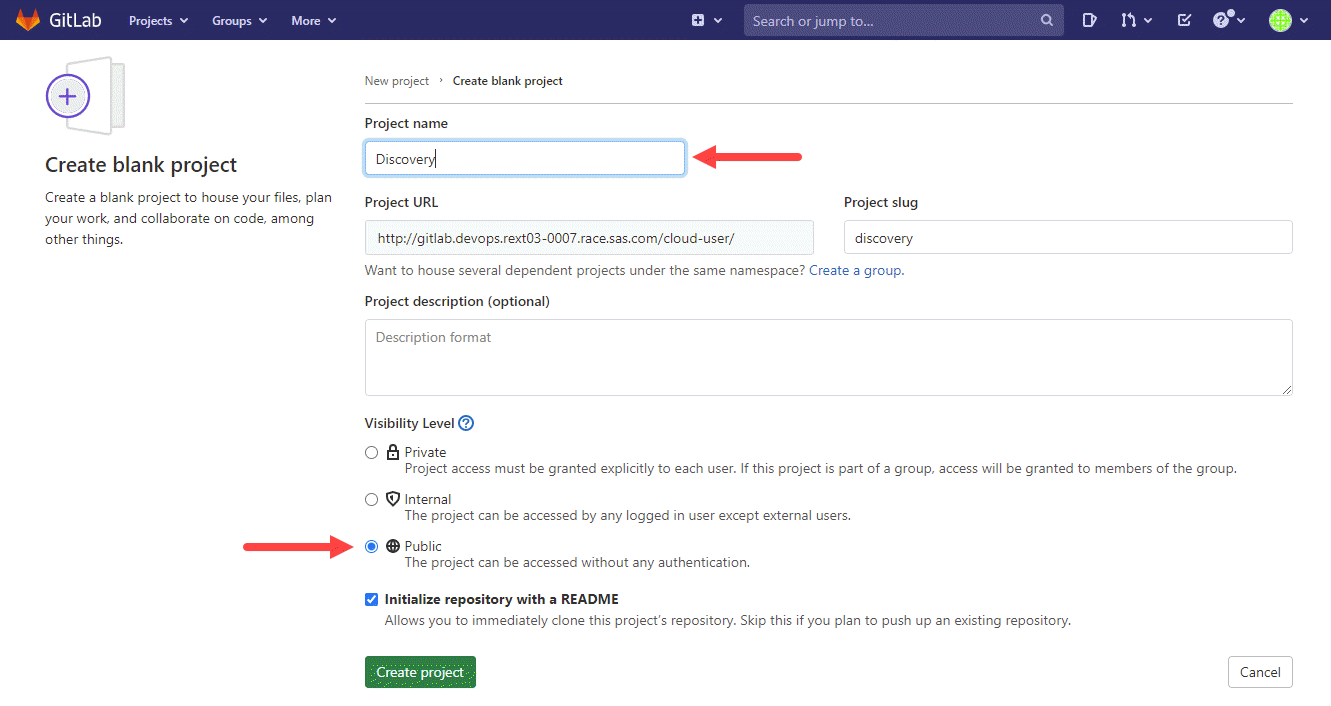 GitLab Projects Groups More Search or jump to...
New project › Create blank project
Create blank project
Create a blank project to house your files, plan
your work, and collaborate on code, among
other things.
Project name
Discovery
Project URL Project slug
http://gitlab.devops.rext03-0007.race.sas.com/cloud-user/ discovery
Want to house several dependent projects under the same namespace? Create a group.
Project description (optional)
Description format
Visibility Level ?
Private
Project access must be granted explicitly to each user. If this project is part of a group, access will be granted to members of the group.
Internal
The project can be accessed by any logged in user except external users.
Public
The project can be accessed without any authentication.
Initialize repository with a README
Allows you to immediately clone this project's repository. Skip this if you plan to push up an existing repository.
Create project Cancel